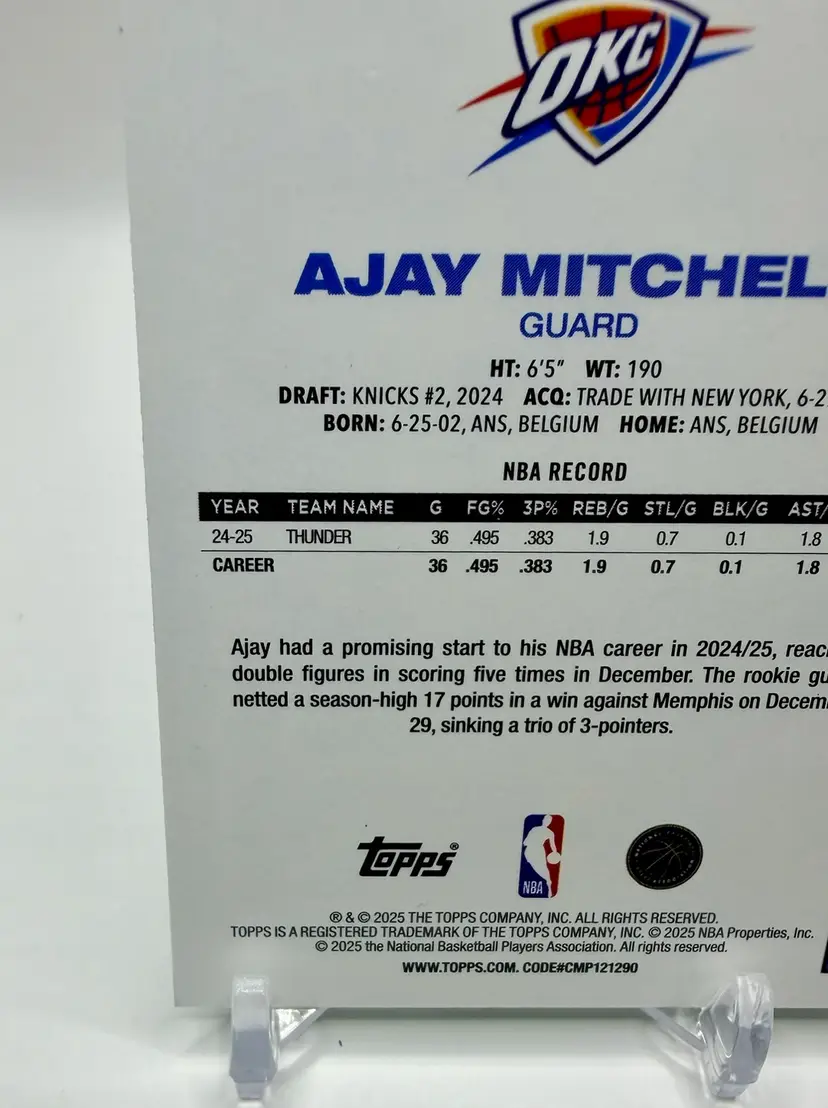 OKC
AJAY MITCHEL
GUARD
HT: 6'5" WT: 190
DRAFT: KNICKS #2, 2024 ACQ: TRADE WITH NEW YORK, 6-2
BORN: 6-25-02, ANS, BELGIUM HOME: ANS, BELGIUM
NBA RECORD
YEAR TEAM NAME G FG% 3P% REB/G STL/G BLK/G AST/
24-25 THUNDER 36 .495 .383 1.9 0.7 0.1 1.8
CAREER 36 .495 .383 1.9 0.7 0.1 1.8
Ajay had a promising start to his NBA career in 2024/25, reac
double figures in scoring five times in December. The rookie gu
netted a season-high 17 points in a win against Memphis on Decem
29, sinking a trio of 3-pointers.
topps®
NBA
® & © 2025 THE TOPPS COMPANY, INC. ALL RIGHTS RESERVED.
TOPPS IS A REGISTERED TRADEMARK OF THE TOPPS COMPANY, INC. © 2025 NBA Properties, Inc.
© 2025 the National Basketball Players Association. All rights reserved.
WWW.TOPPS.COM. CODE#CMP121290